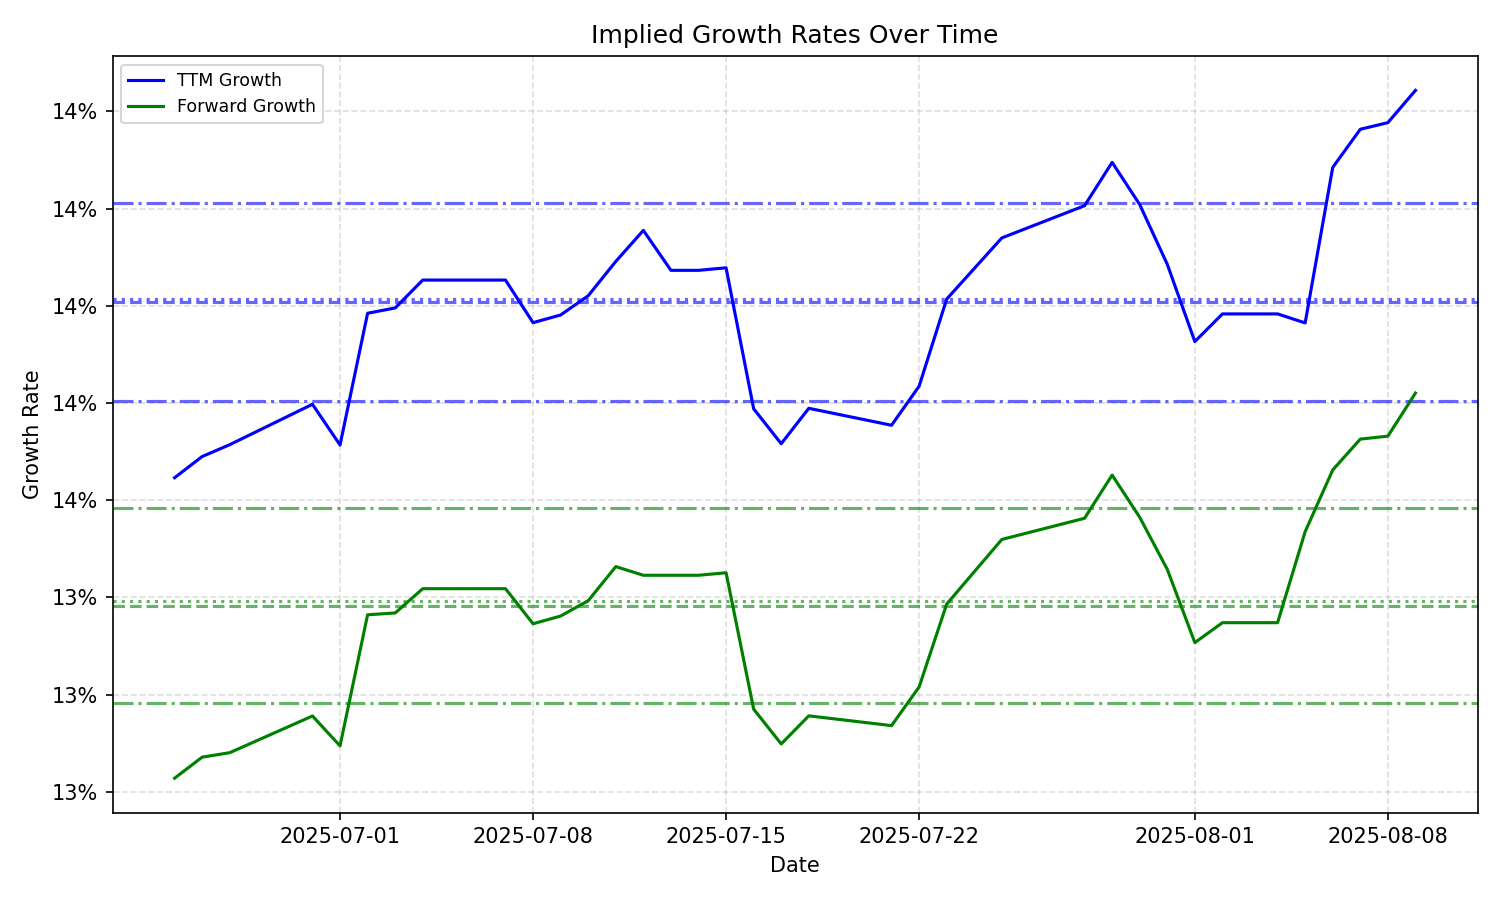 Implied Growth Rates Over Time
TTM Growth
Forward Growth
14%
14%
14%
14%
14%
13%
13%
13%
Growth Rate
2025-07-01
2025-07-08
2025-07-15
2025-07-22
2025-08-01
2025-08-08
Date